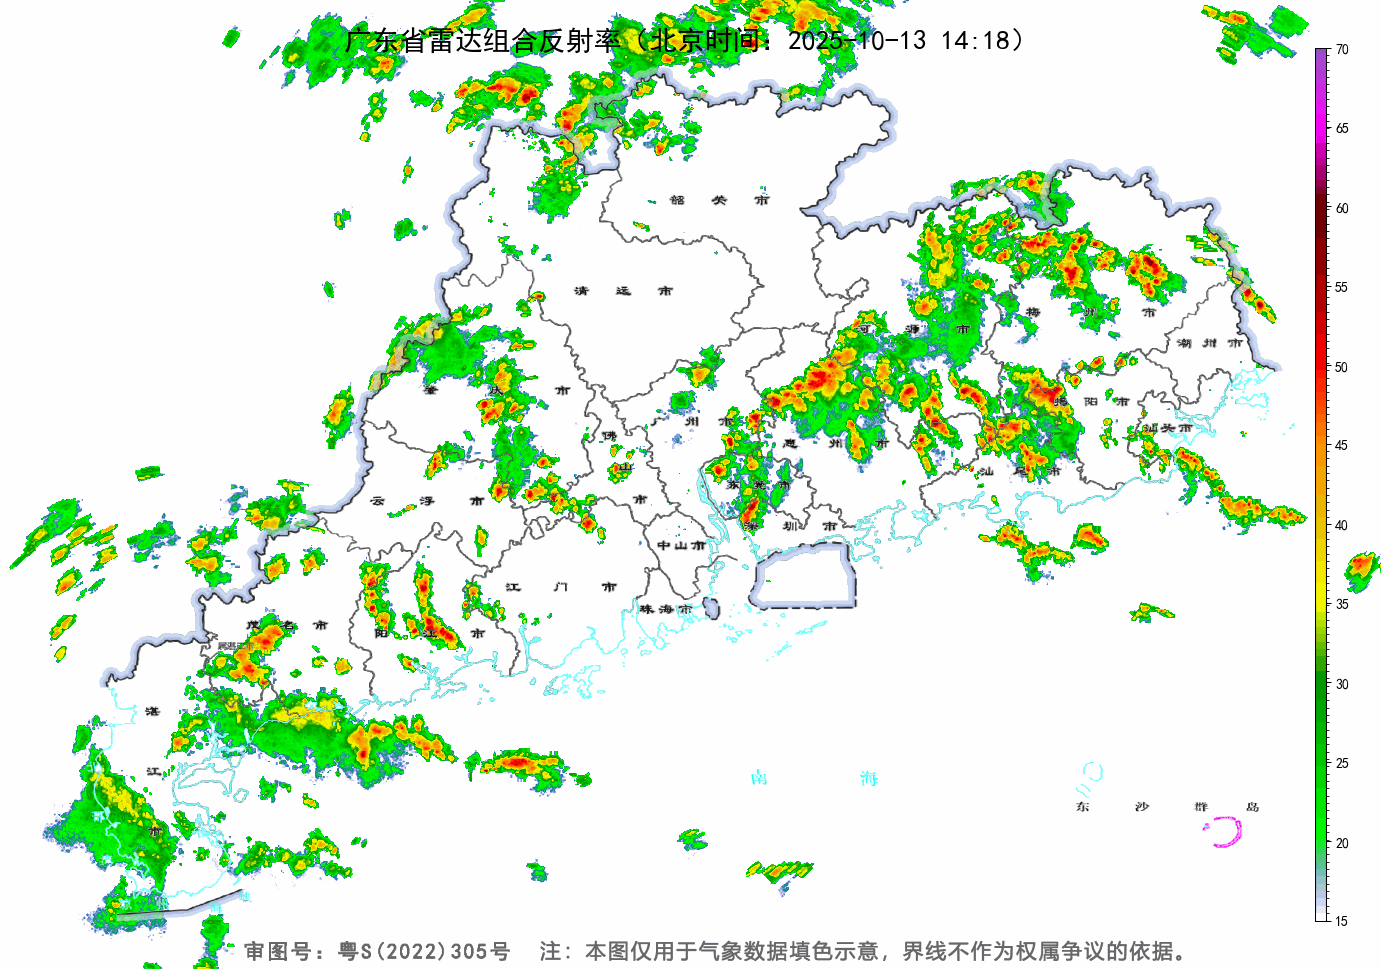 广东省雷达组合反射率（北京时间：2025-10-13 14:18）
70
65
60
55
50
45
40
35
30
25
20
15
韶 关 市
清 远 市
河 源 市
梅 州 市
潮 州 市
肇 庆 市
广 州 市
佛 山 市
惠 州 市
揭 阳 市
汕头市
汕 尾 市
东 莞 市
深 圳 市
云 浮 市
中山市
江 门 市
珠海市
茂 名 市
阳 江 市
湛 江 市
南 海
东 沙 群 岛
审图号：粤S(2022)305号 注：本图仅用于气象数据填色示意，界线不作为权属争议的依据。